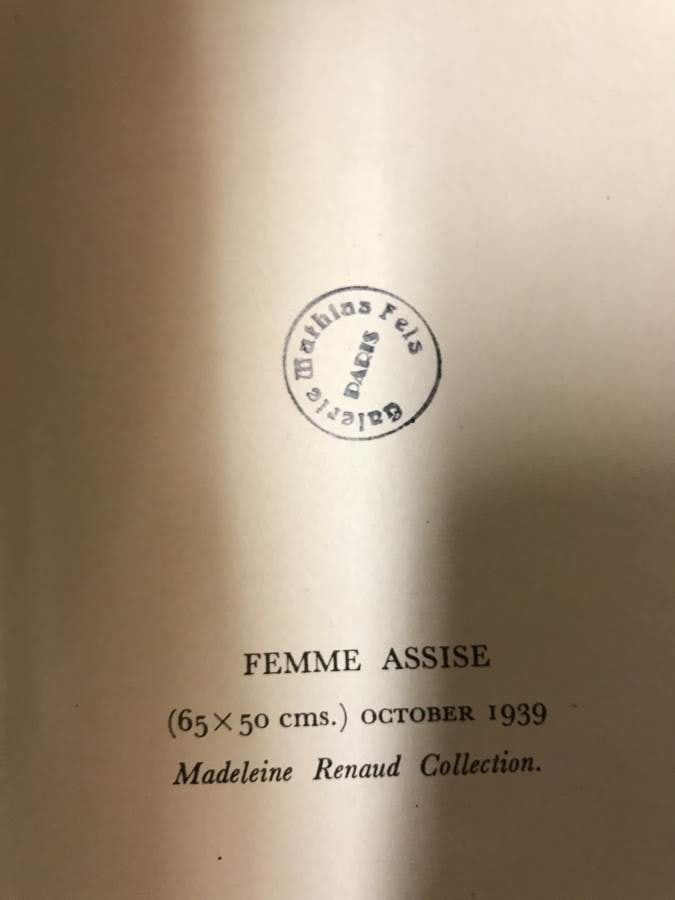 Galerie Mathias Fels
PARIS
FEMME ASSISE
(65×50 cms.) OCTOBER 1939
Madeleine Renaud Collection.